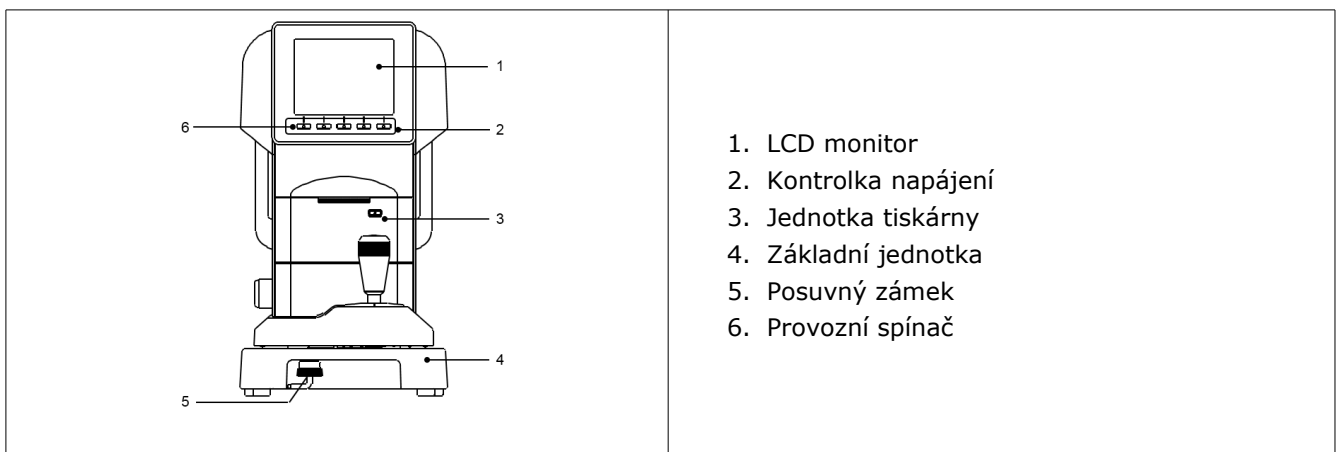 1
6
2
3
4
5
1. LCD monitor
2. Kontrolka napájení
3. Jednotka tiskárny
4. Základní jednotka
5. Posuvný zámek
6. Provozní spínač